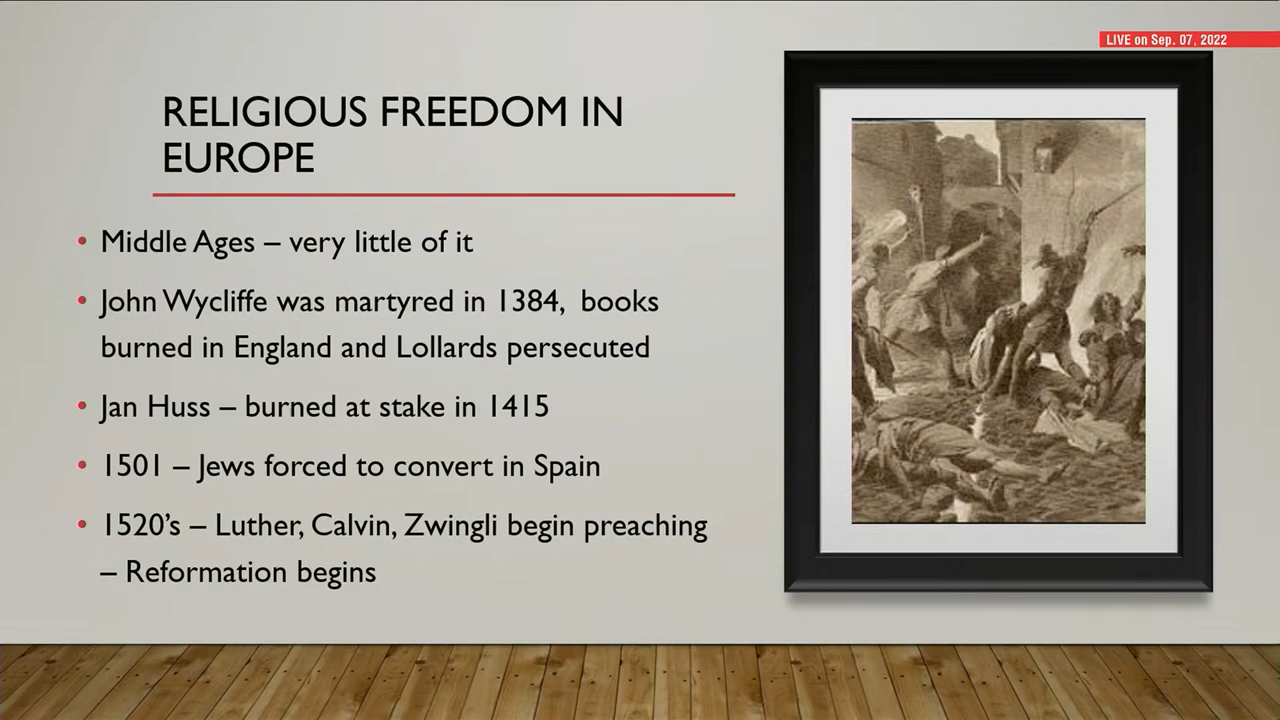 LIVE on Sep. 07, 2022
RELIGIOUS FREEDOM IN
EUROPE
• Middle Ages – very little of it
• John Wycliffe was martyred in 1384,  books
burned in England and Lollards persecuted
• Jan Huss – burned at stake in 1415
• 1501 – Jews forced to convert in Spain
• 1520's – Luther, Calvin, Zwingli begin preaching
– Reformation begins